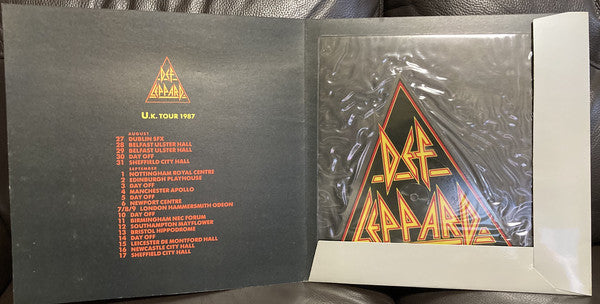 DEF
LEPPARD
U.K. TOUR 1987
AUGUST
27 DUBLIN SFX
28 BELFAST ULSTER HALL
29 BELFAST ULSTER HALL
30 DAY OFF
31 SHEFFIELD CITY HALL
SEPTEMBER
1 NOTTINGHAM ROYAL CENTRE
2 EDINBURGH PLAYHOUSE
3 DAY OFF
4 MANCHESTER APOLLO
5 DAY OFF
6 NEWPORT CENTRE
7/8/9 LONDON HAMMERSMITH ODEON
10 DAY OFF
11 BIRMINGHAM NEC FORUM
12 SOUTHAMPTON MAYFLOWER
13 BRISTOL HIPPODROME
14 DAY OFF
15 LEICESTER DE MONTFORD HALL
16 NEWCASTLE CITY HALL
17 SHEFFIELD CITY HALL
DEF
LEPPARD